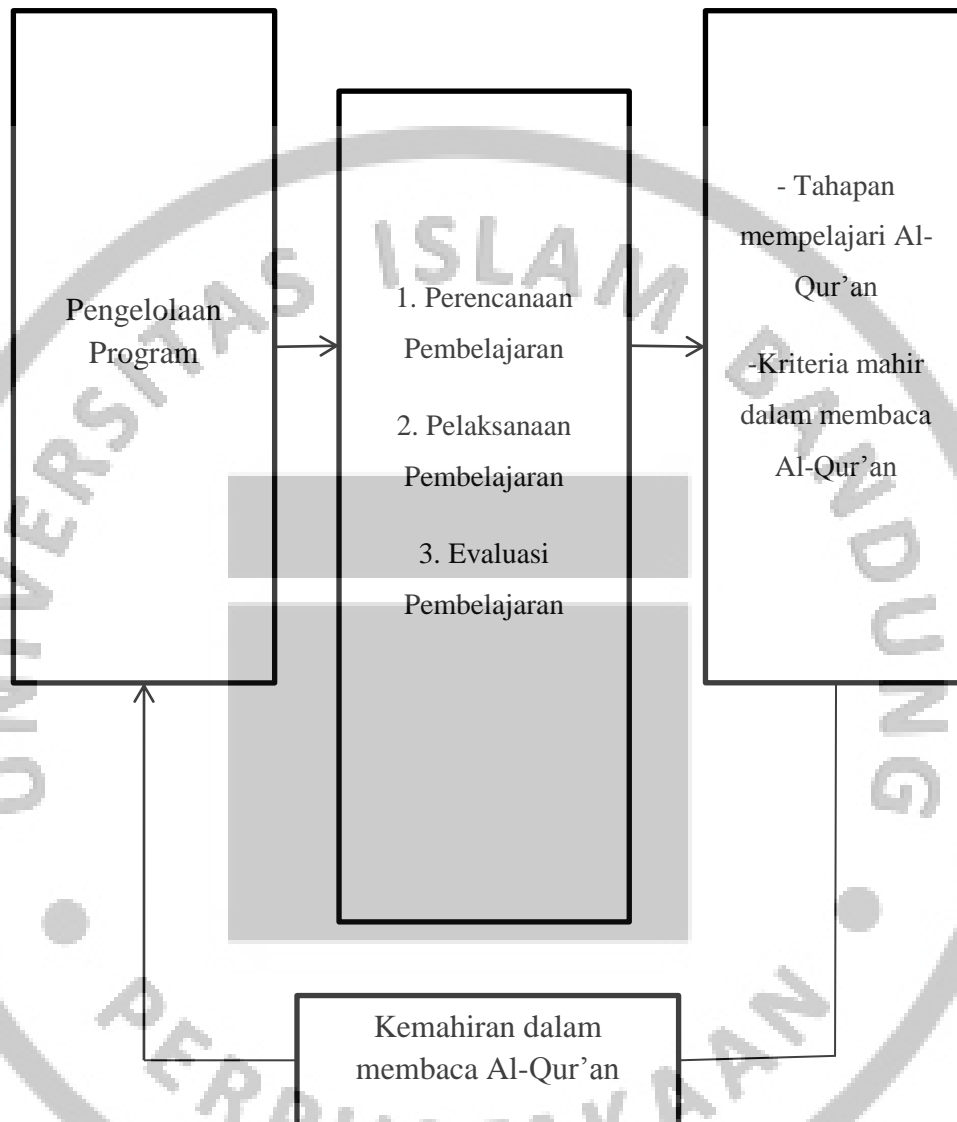 Pengelolaan
Program
1. Perencanaan
Pembelajaran
2. Pelaksanaan
Pembelajaran
3. Evaluasi
Pembelajaran
- Tahapan
mempelajari Al-
Qur’an
-Kriteria mahir
dalam membaca
Al-Qur’an
Kemahiran dalam
membaca Al-Qur’an
UNIVERSITAS ISLAM BANDUNG